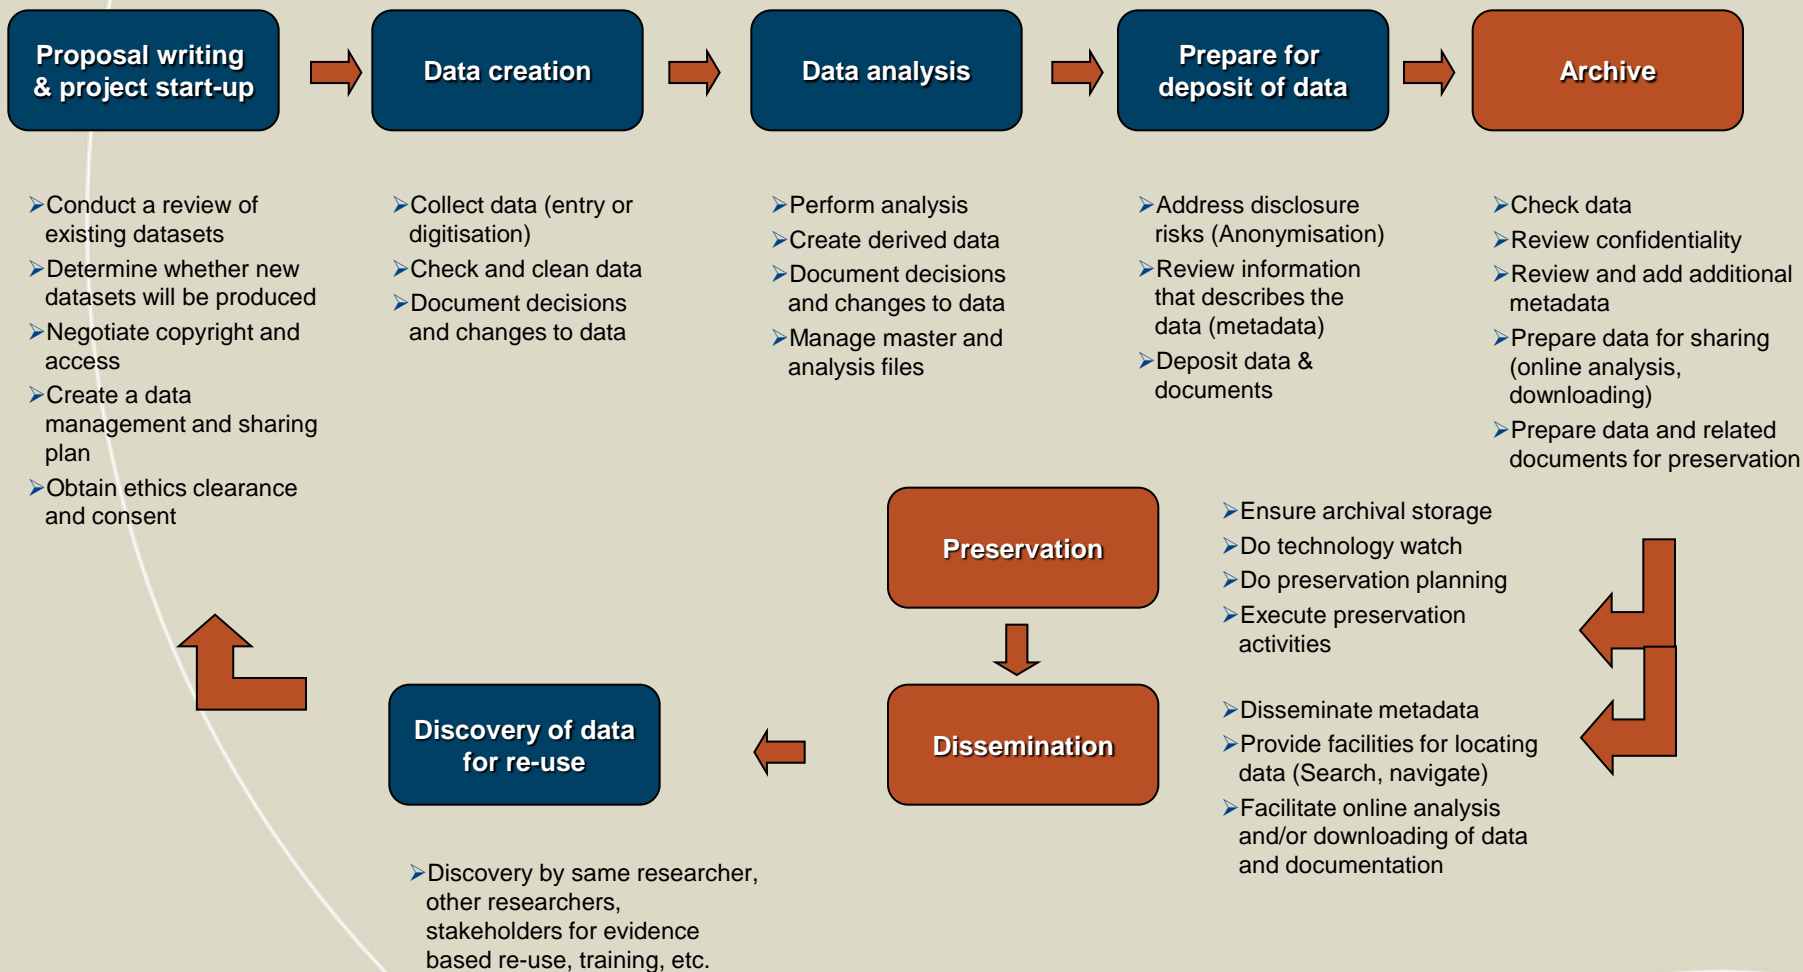 Proposal writing
& project start-up
Data creation
Data analysis
Prepare for
deposit of data
Archive
➢Conduct a review of
existing datasets
➢Determine whether new
datasets will be produced
➢Negotiate copyright and
access
➢Create a data
management and sharing
plan
➢Obtain ethics clearance
and consent
➢Collect data (entry or
digitisation)
➢Check and clean data
➢Document decisions
and changes to data
➢Perform analysis
➢Create derived data
➢Document decisions
and changes to data
➢Manage master and
analysis files
➢Address disclosure
risks (Anonymisation)
➢Review information
that describes the
data (metadata)
➢Deposit data &
documents
➢Check data
➢Review confidentiality
➢Review and add additional
metadata
➢Prepare data for sharing
(online analysis,
downloading)
➢Prepare data and related
documents for preservation
Preservation
➢Ensure archival storage
➢Do technology watch
➢Do preservation planning
➢Execute preservation
activities
Discovery of data
for re-use
Dissemination
➢Disseminate metadata
➢Provide facilities for locating
data (Search, navigate)
➢Facilitate online analysis
and/or downloading of data
and documentation
➢Discovery by same researcher,
other researchers,
stakeholders for evidence
based re-use, training, etc.